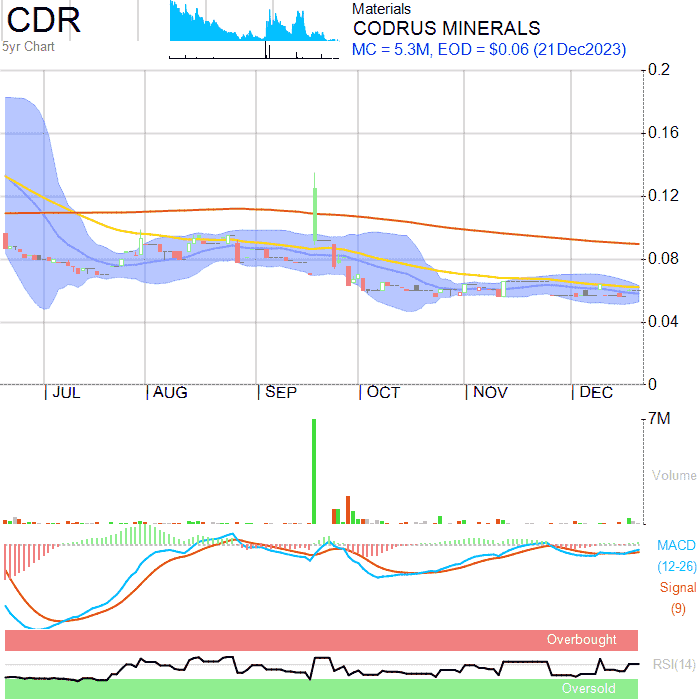 CDR
5yr Chart
Materials
CODRUS MINERALS
MC = 5.3M, EOD = $0.06 (21Dec2023)
0.2
0.16
0.12
0.08
0.04
0
JUL AUG SEP OCT NOV DEC
7M
Volume
MACD
(12-26)
Signal
(9)
Overbought
RSI(14)
Oversold